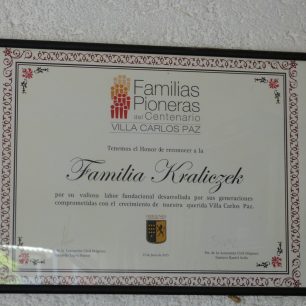 Familias
Pioneras
del Centenario
VILLA CARLOS PAZ
Tenemos el Honor de reconocer a la
Familia Kraliczek
por su valiosa labor fundacional desarrollada por sus generaciones
comprometidas con el crecimiento de nuestra querida Villa Carlos Paz.